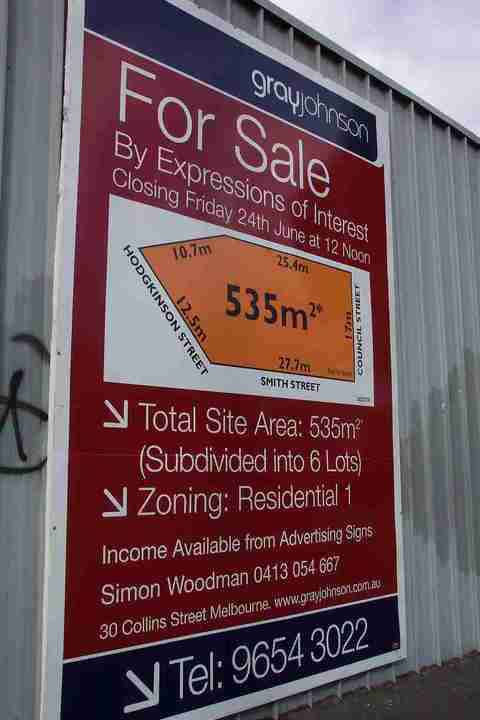 grayjohnson
For Sale
By Expressions of Interest
Closing Friday 24th June at 12 Noon
10.7m
25.4m
HODGKINSON STREET
12.5m
535m²*
17m
COUNCIL STREET
27.7m
SMITH STREET
Total Site Area: 535m²*
(Subdivided into 6 Lots)
Zoning: Residential 1
Income Available from Advertising Signs
Simon Woodman 0413 054 667
30 Collins Street Melbourne. www.grayjohnson.com.au
Tel: 9654 3022